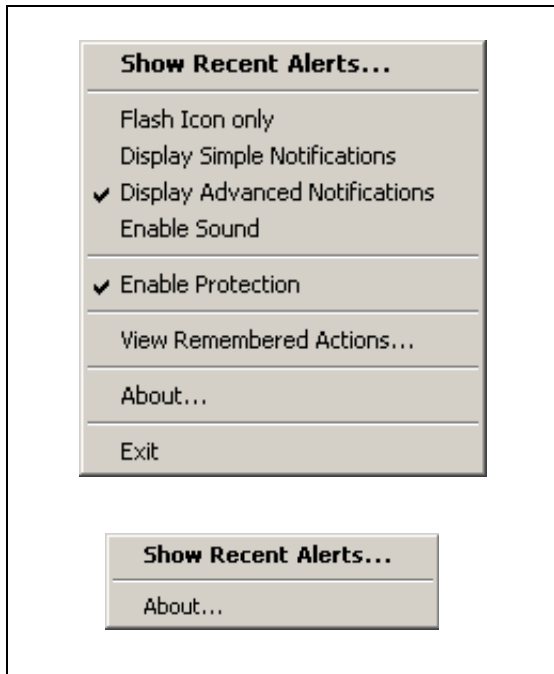 Show Recent Alerts...
Flash Icon only
Display Simple Notifications
Display Advanced Notifications
Enable Sound
Enable Protection
View Remembered Actions...
About...
Exit
Show Recent Alerts...
About...